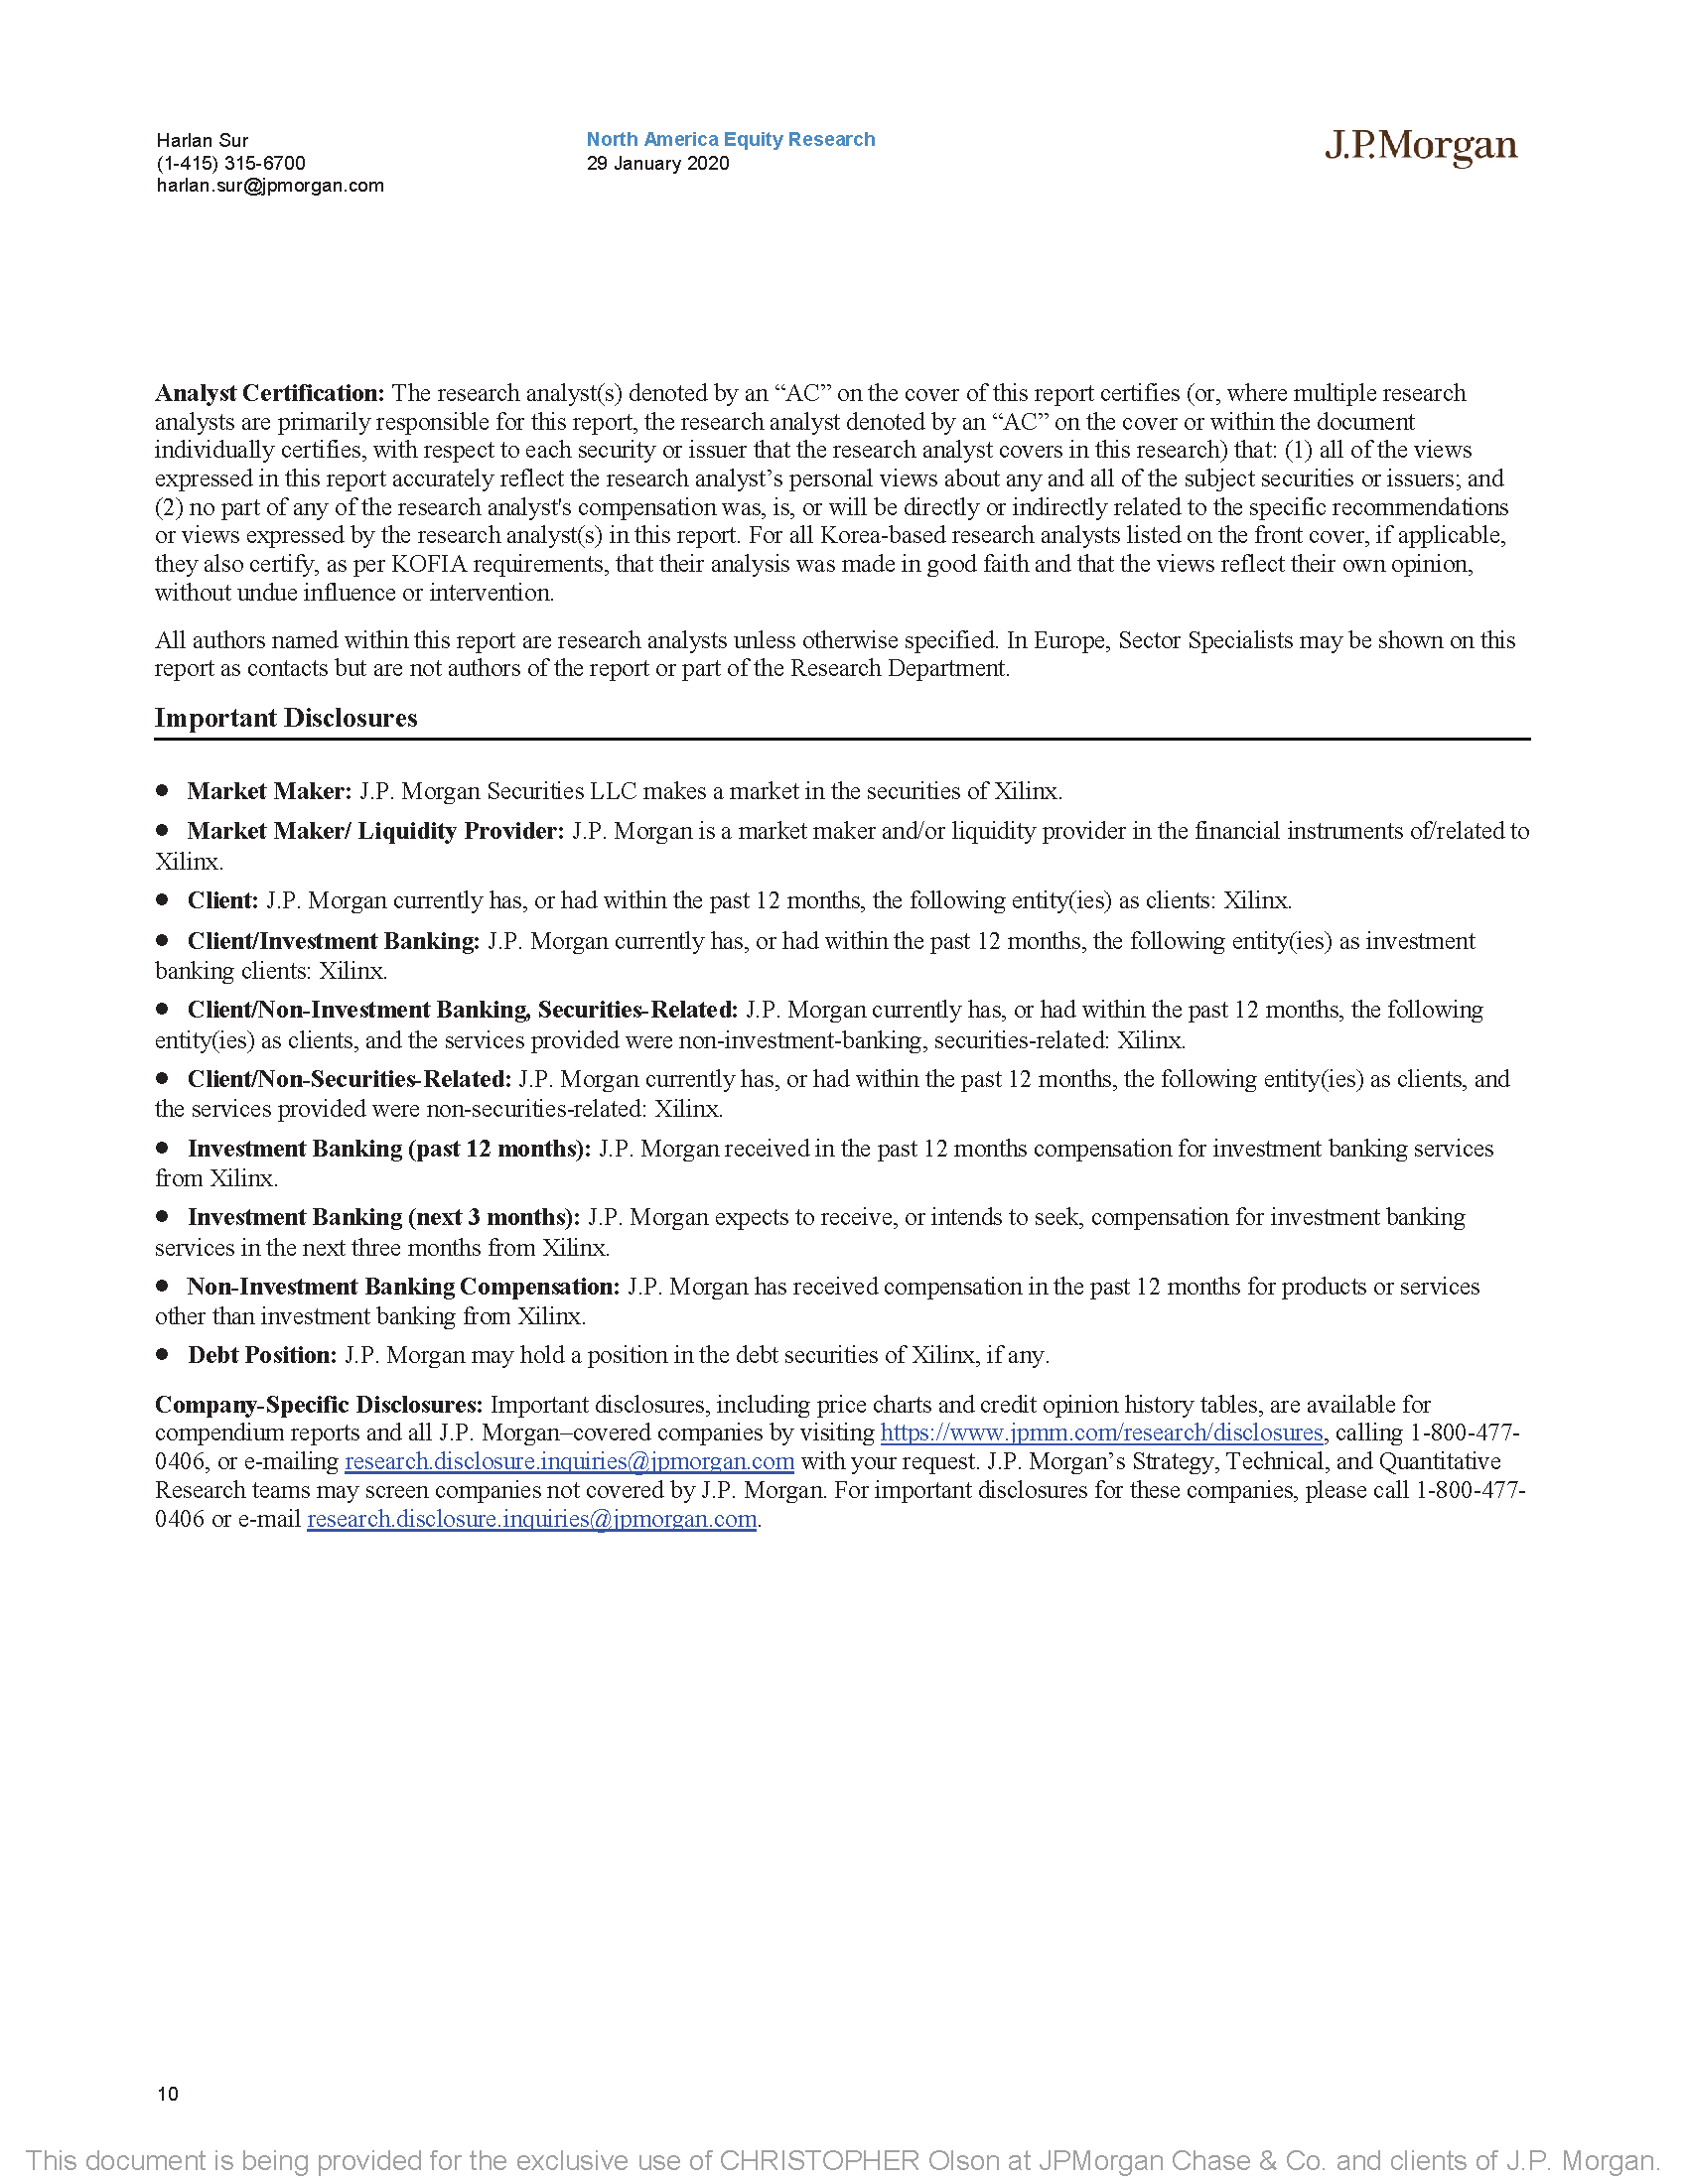 Harlan Sur
(1-415) 315-6700
harlan.sur@jpmorgan.com
North America Equity Research
29 January 2020
J.P.Morgan
Analyst Certification: The research analyst(s) denoted by an “AC” on the cover of this report certifies (or, where multiple research
analysts are primarily responsible for this report, the research analyst denoted by an “AC” on the cover or within the document
individually certifies, with respect to each security or issuer that the research analyst covers in this research) that: (1) all of the views
expressed in this report accurately reflect the research analyst’s personal views about any and all of the subject securities or issuers; and
(2) no part of any of the research analyst's compensation was, is, or will be directly or indirectly related to the specific recommendations
or views expressed by the research analyst(s) in this report. For all Korea-based research analysts listed on the front cover, if applicable,
they also certify, as per KOFIA requirements, that their analysis was made in good faith and that the views reflect their own opinion,
without undue influence or intervention.
All authors named within this report are research analysts unless otherwise specified. In Europe, Sector Specialists may be shown on this
report as contacts but are not authors of the report or part of the Research Department.
Important Disclosures
● Market Maker: J.P. Morgan Securities LLC makes a market in the securities of Xilinx.
● Market Maker/ Liquidity Provider: J.P. Morgan is a market maker and/or liquidity provider in the financial instruments of/related to
Xilinx.
● Client: J.P. Morgan currently has, or had within the past 12 months, the following entity(ies) as clients: Xilinx.
● Client/Investment Banking: J.P. Morgan currently has, or had within the past 12 months, the following entity(ies) as investment
banking clients: Xilinx.
● Client/Non-Investment Banking, Securities-Related: J.P. Morgan currently has, or had within the past 12 months, the following
entity(ies) as clients, and the services provided were non-investment-banking, securities-related: Xilinx.
● Client/Non-Securities-Related: J.P. Morgan currently has, or had within the past 12 months, the following entity(ies) as clients, and
the services provided were non-securities-related: Xilinx.
● Investment Banking (past 12 months): J.P. Morgan received in the past 12 months compensation for investment banking services
from Xilinx.
● Investment Banking (next 3 months): J.P. Morgan expects to receive, or intends to seek, compensation for investment banking
services in the next three months from Xilinx.
● Non-Investment Banking Compensation: J.P. Morgan has received compensation in the past 12 months for products or services
other than investment banking from Xilinx.
● Debt Position: J.P. Morgan may hold a position in the debt securities of Xilinx, if any.
Company-Specific Disclosures: Important disclosures, including price charts and credit opinion history tables, are available for
compendium reports and all J.P. Morgan–covered companies by visiting https://www.jpmm.com/research/disclosures, calling 1-800-477-
0406, or e-mailing research.disclosure.inquiries@jpmorgan.com with your request. J.P. Morgan’s Strategy, Technical, and Quantitative
Research teams may screen companies not covered by J.P. Morgan. For important disclosures for these companies, please call 1-800-477-
0406 or e-mail research.disclosure.inquiries@jpmorgan.com.
10
This document is being provided for the exclusive use of CHRISTOPHER Olson at JPMorgan Chase & Co. and clients of J.P. Morgan.